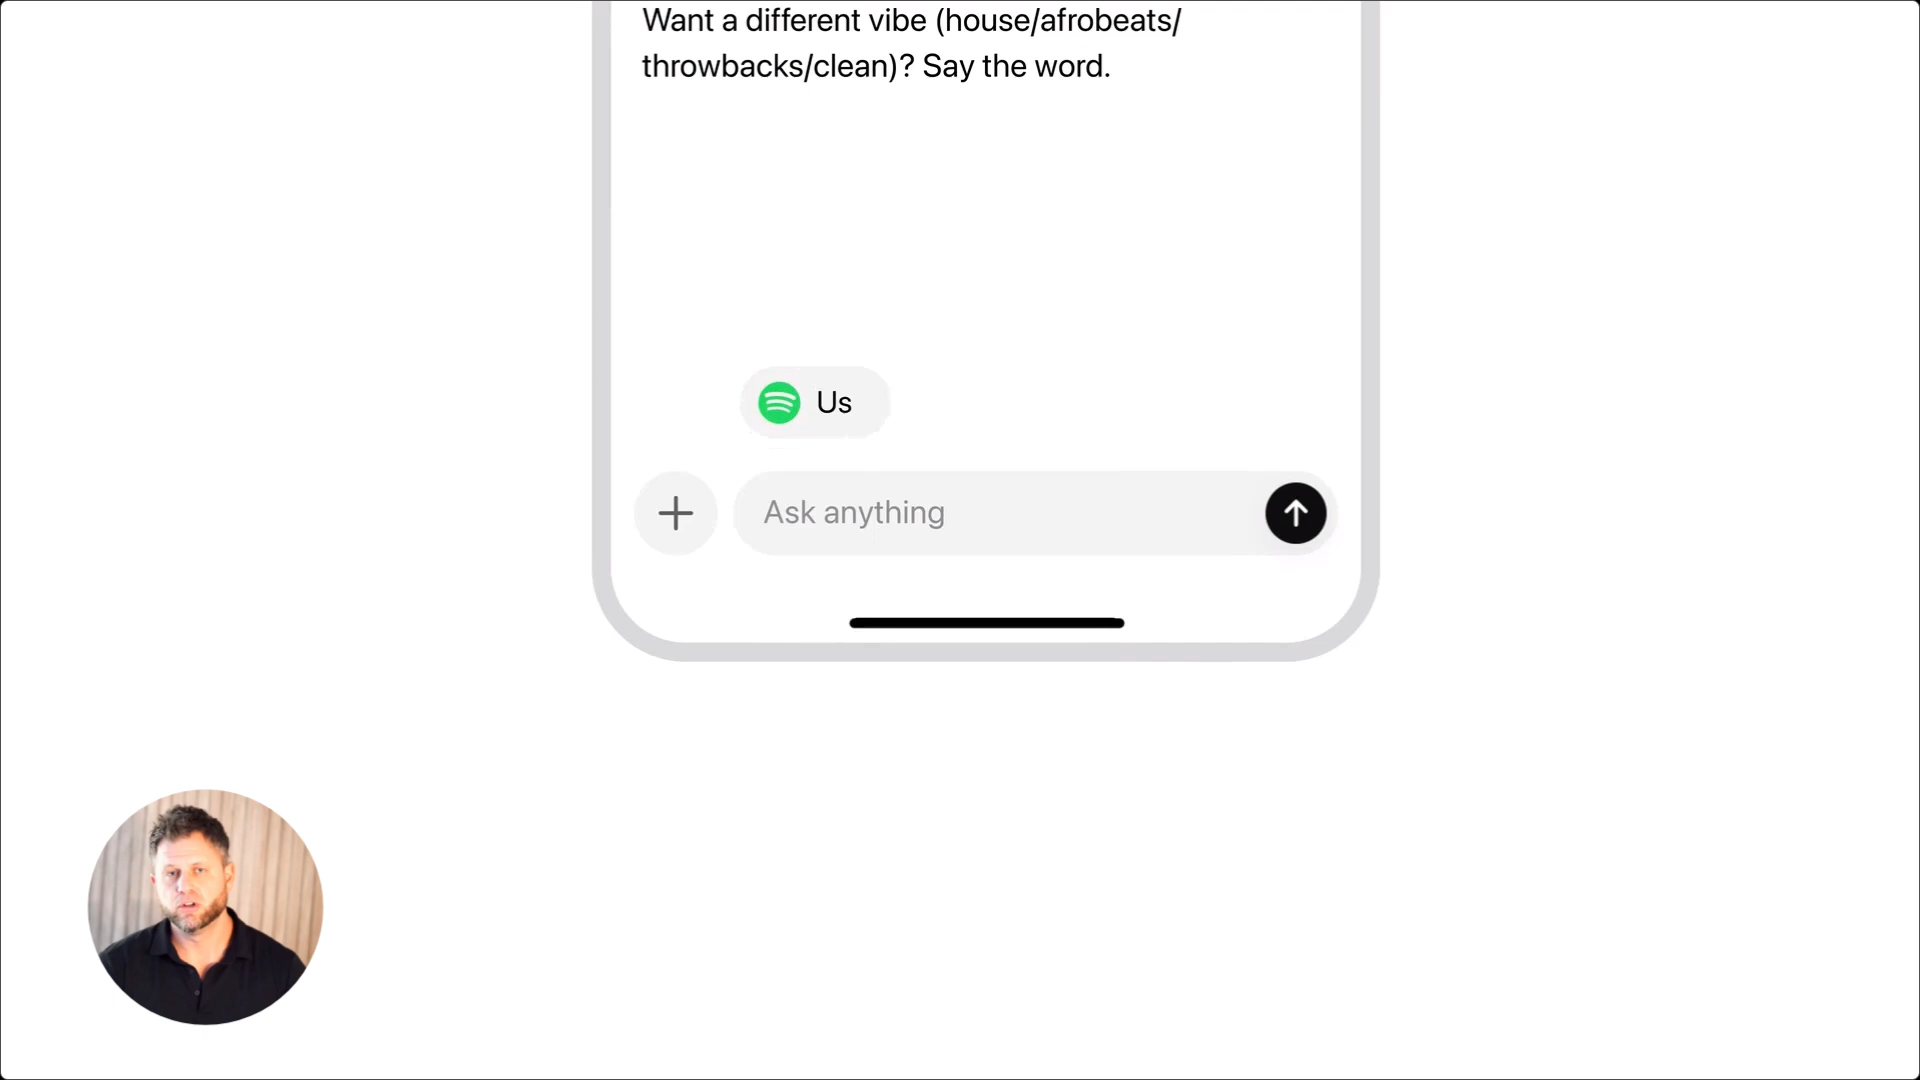 Want a different vibe (house/afrobeats/
throwbacks/clean)? Say the word.
Us
Ask anything